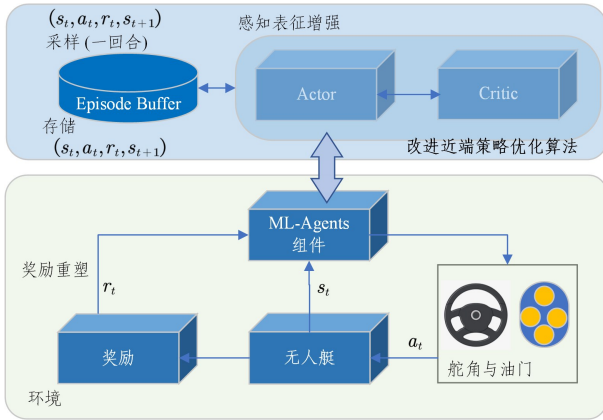 (s_t, a_t, r_t, s_{t+1})
采样 (一回合)
Episode Buffer
存储
(s_t, a_t, r_t, s_{t+1})
感知表征增强
Actor
Critic
改进近端策略优化算法
ML-Agents
组件
奖励重塑
r_t
s_t
a_t
奖励
无人艇
舵角与油门
环境